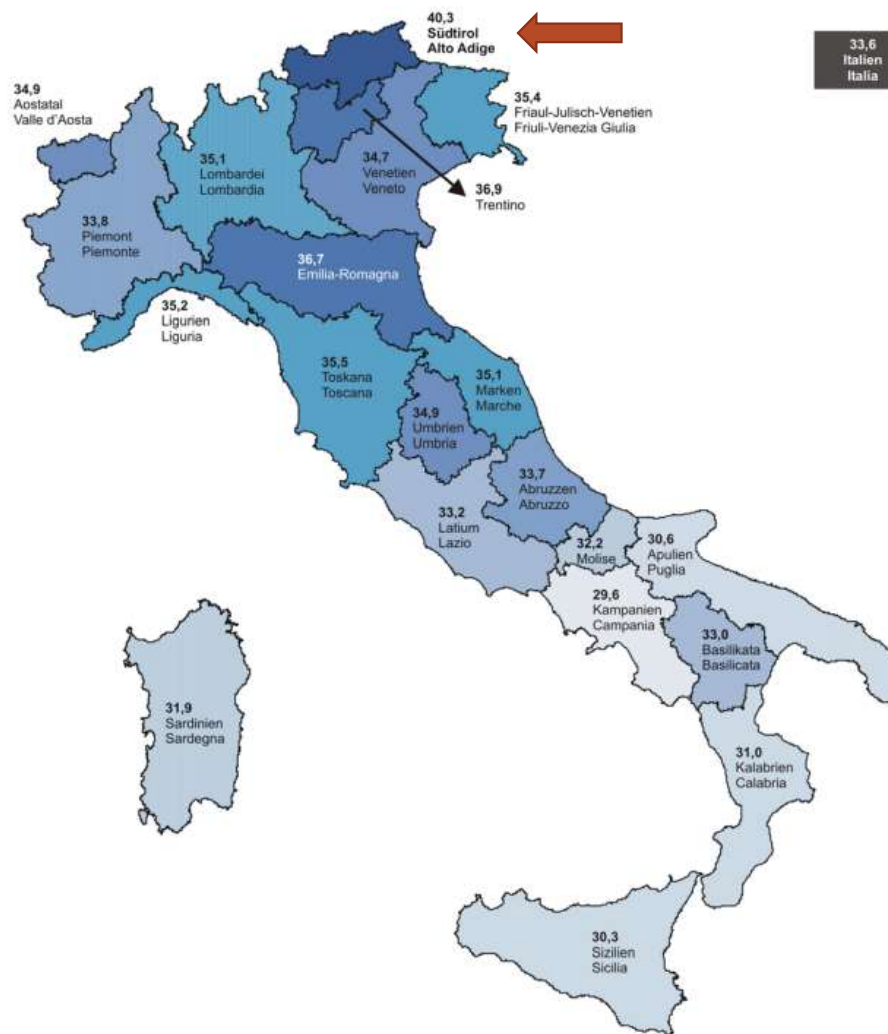 40,3
Südtirol
Alto Adige
33,6
Italien
Italia
34,9
Aostatal
Valle d'Aosta
35,4
Friaul-Julisch-Venetien
Friuli-Venezia Giulia
35,1
Lombardei
Lombardia
34,7
Venetien
Veneto
36,9
Trentino
33,8
Piemont
Piemonte
36,7
Emilia-Romagna
35,2
Ligurien
Liguria
35,5
Toskana
Toscana
35,1
Marken
Marche
34,9
Umbrien
Umbria
33,7
Abruzzen
Abruzzo
33,2
Latium
Lazio
32,2
Molise
30,6
Apulien
Puglia
29,6
Kampanien
Campania
33,0
Basilikata
Basilicata
31,9
Sardinien
Sardegna
31,0
Kalabrien
Calabria
30,3
Sizilien
Sicilia